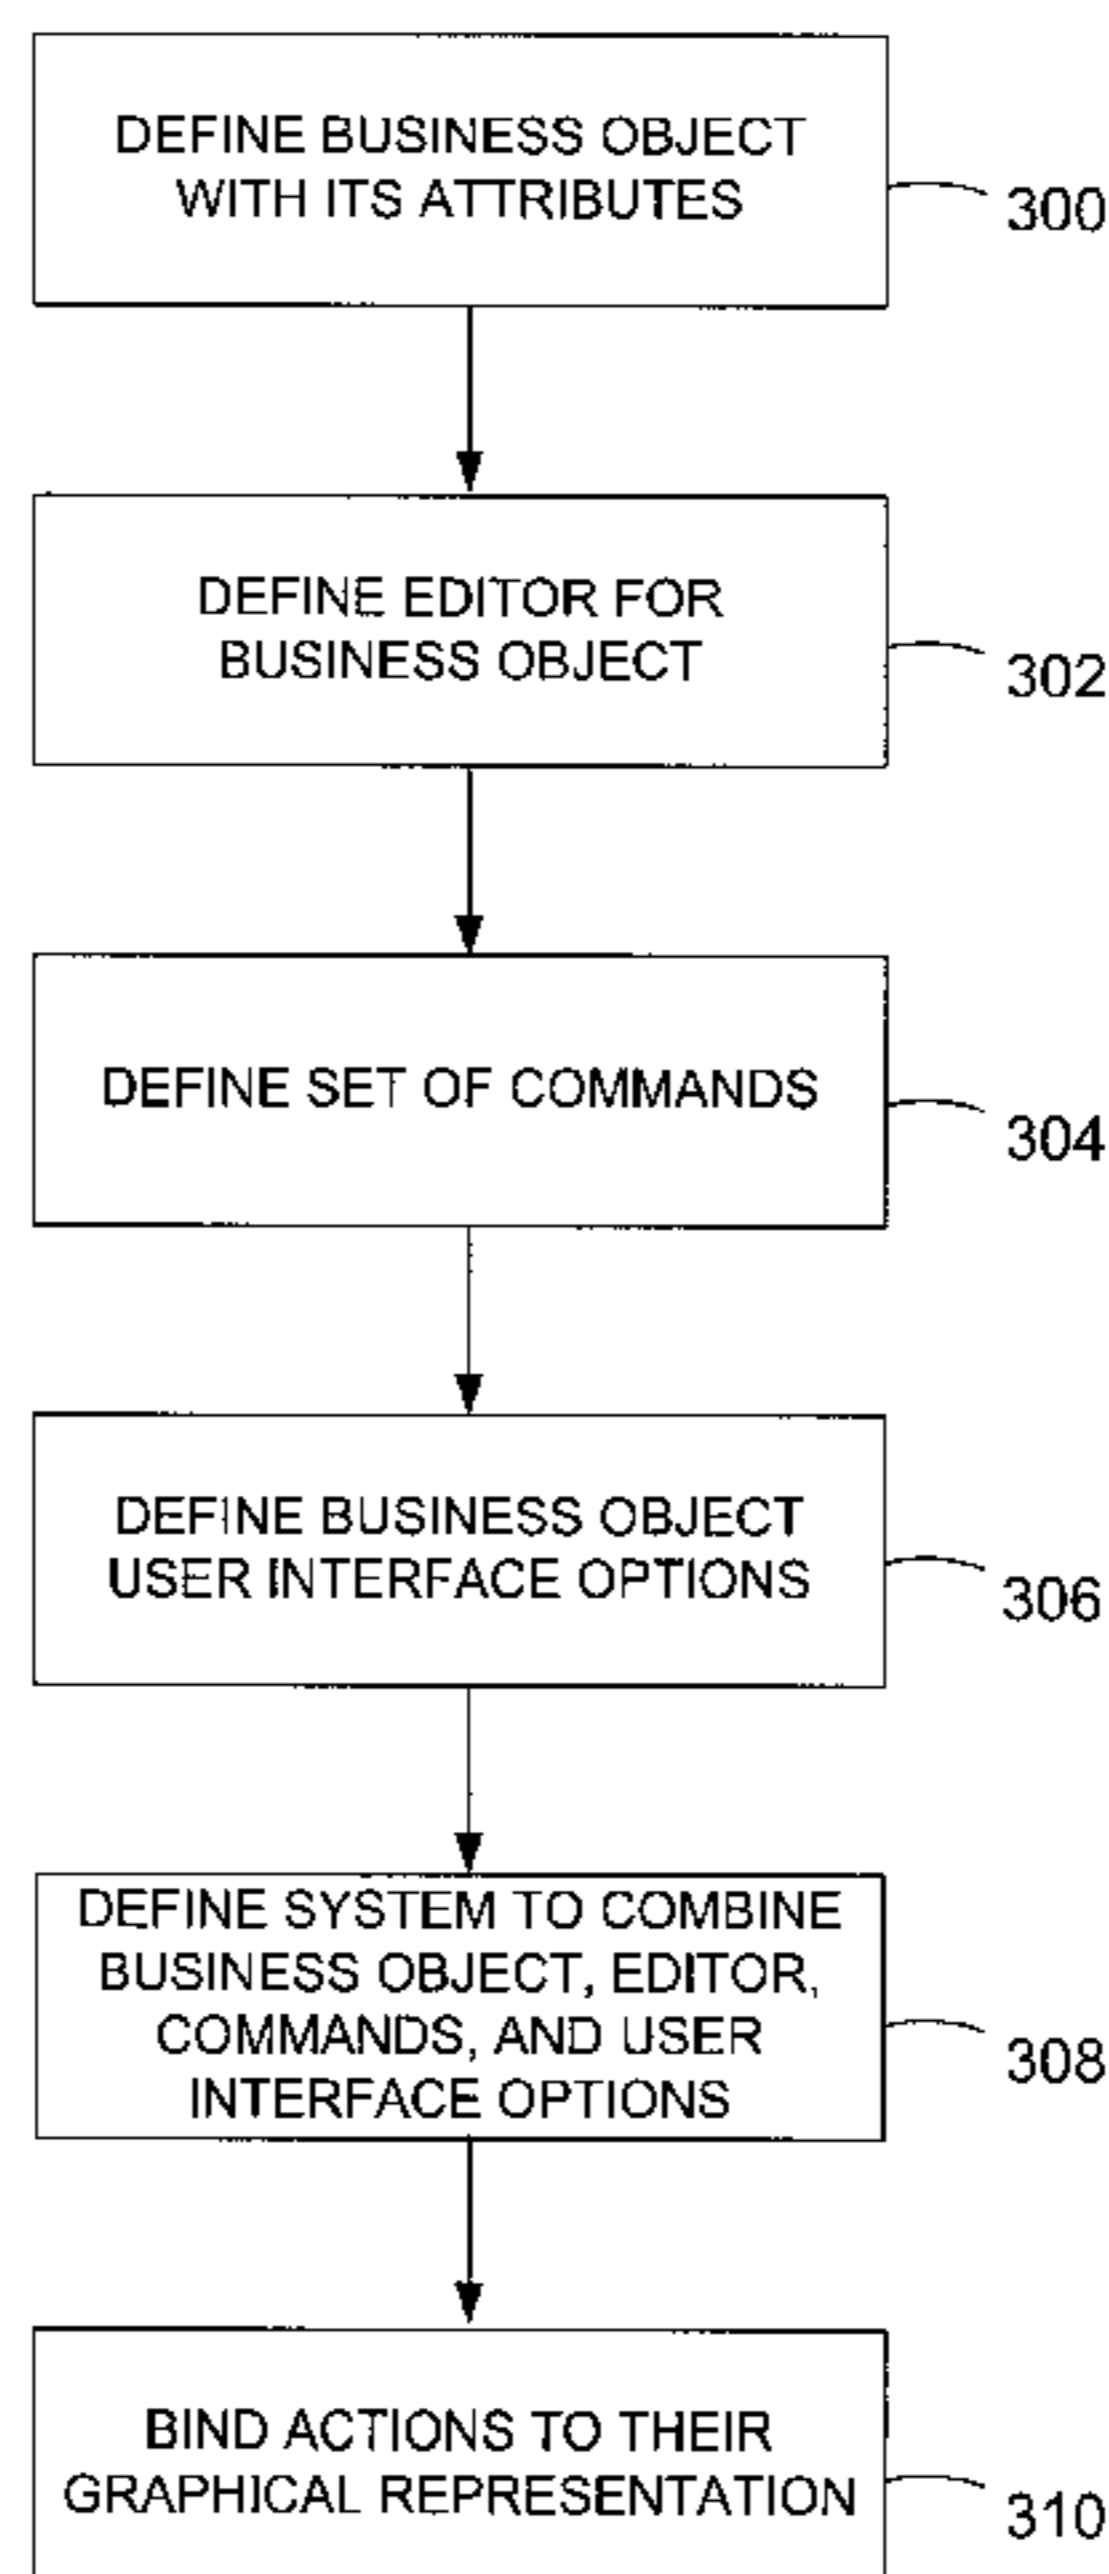 DEFINE BUSINESS OBJECT
WITH ITS ATTRIBUTES
300
DEFINE EDITOR FOR
BUSINESS OBJECT
302
DEFINE SET OF COMMANDS
304
DEFINE BUSINESS OBJECT
USER INTERFACE OPTIONS
306
DEFINE SYSTEM TO COMBINE
BUSINESS OBJECT, EDITOR,
COMMANDS, AND USER
INTERFACE OPTIONS
308
BIND ACTIONS TO THEIR
GRAPHICAL REPRESENTATION
310